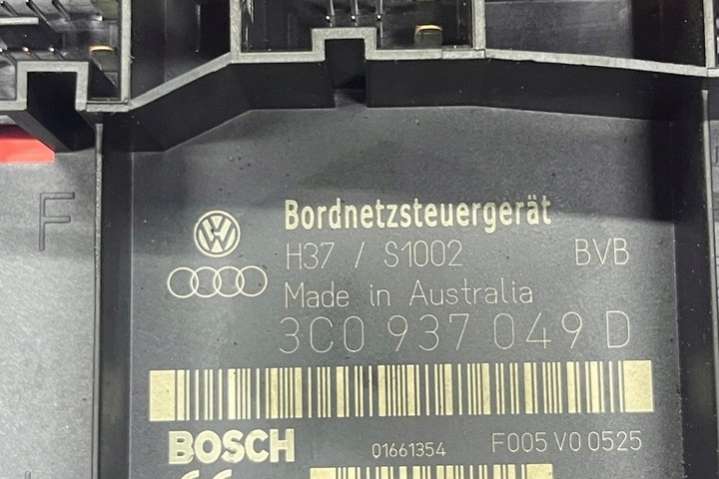 F
Bordnetzsteuergerät
H37 / S1002 BVB
Made in Australia
3C0 937 049 D
BOSCH 01661354 F005 V0 0525